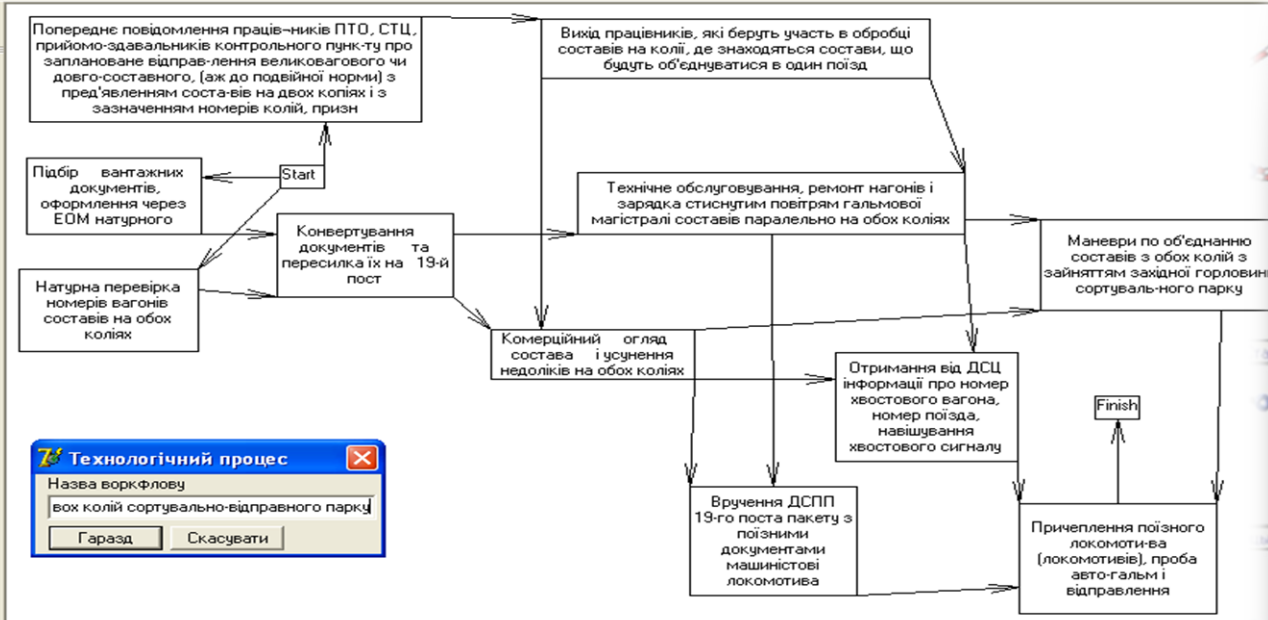 Попереднє повідомлення праців¬ників ПТО, СТЦ,
прийомо-здавальників контрольного пунк-ту про
заплановане відправ-лення великовагового чи
довго-составного, (аж до подвійної норми) з
пред'явленням соста-вів на двох копіях і з
зазначенням номерів колій, призн
Вихід працівників, які беруть участь в обробці
составів на колії, де знаходяться состави, що
будуть об'єднуватися в один поїзд
Підбір вантажних
документів,
оформлення через
ЕОМ натурного
Start
Технічне обслуговування, ремонт нагонів і
зарядка стиснутим повітрям гальмової
магістралі составів паралельно на обох коліях
Конвертування
документів та
пересилка їх на 19-й
пост
Маневри по об'єднанню
составів з обох колій з
зайняттям західної горловин
сортуваль-ного парку
Натурна перевірка
номерів вагонів
составів на обох
коліях
Комерційний огляд
состава і усунення
недоліків на обох коліях
Отримання від ДСЦ
інформації про номер
хвостового вагона,
номер поїзда,
навішування
хвостового сигналу
Finish
Технологічний процес
Назва воркфлову
вох колій сортувально-відправного парку
Гаразд
Скасувати
Вручення ДСПП
19-го поста пакету з
поїзними
документами
машиністові
локомотива
Причеплення поїзного
локомоти-ва
(локомотивів), проба
авто-гальм і
відправлення